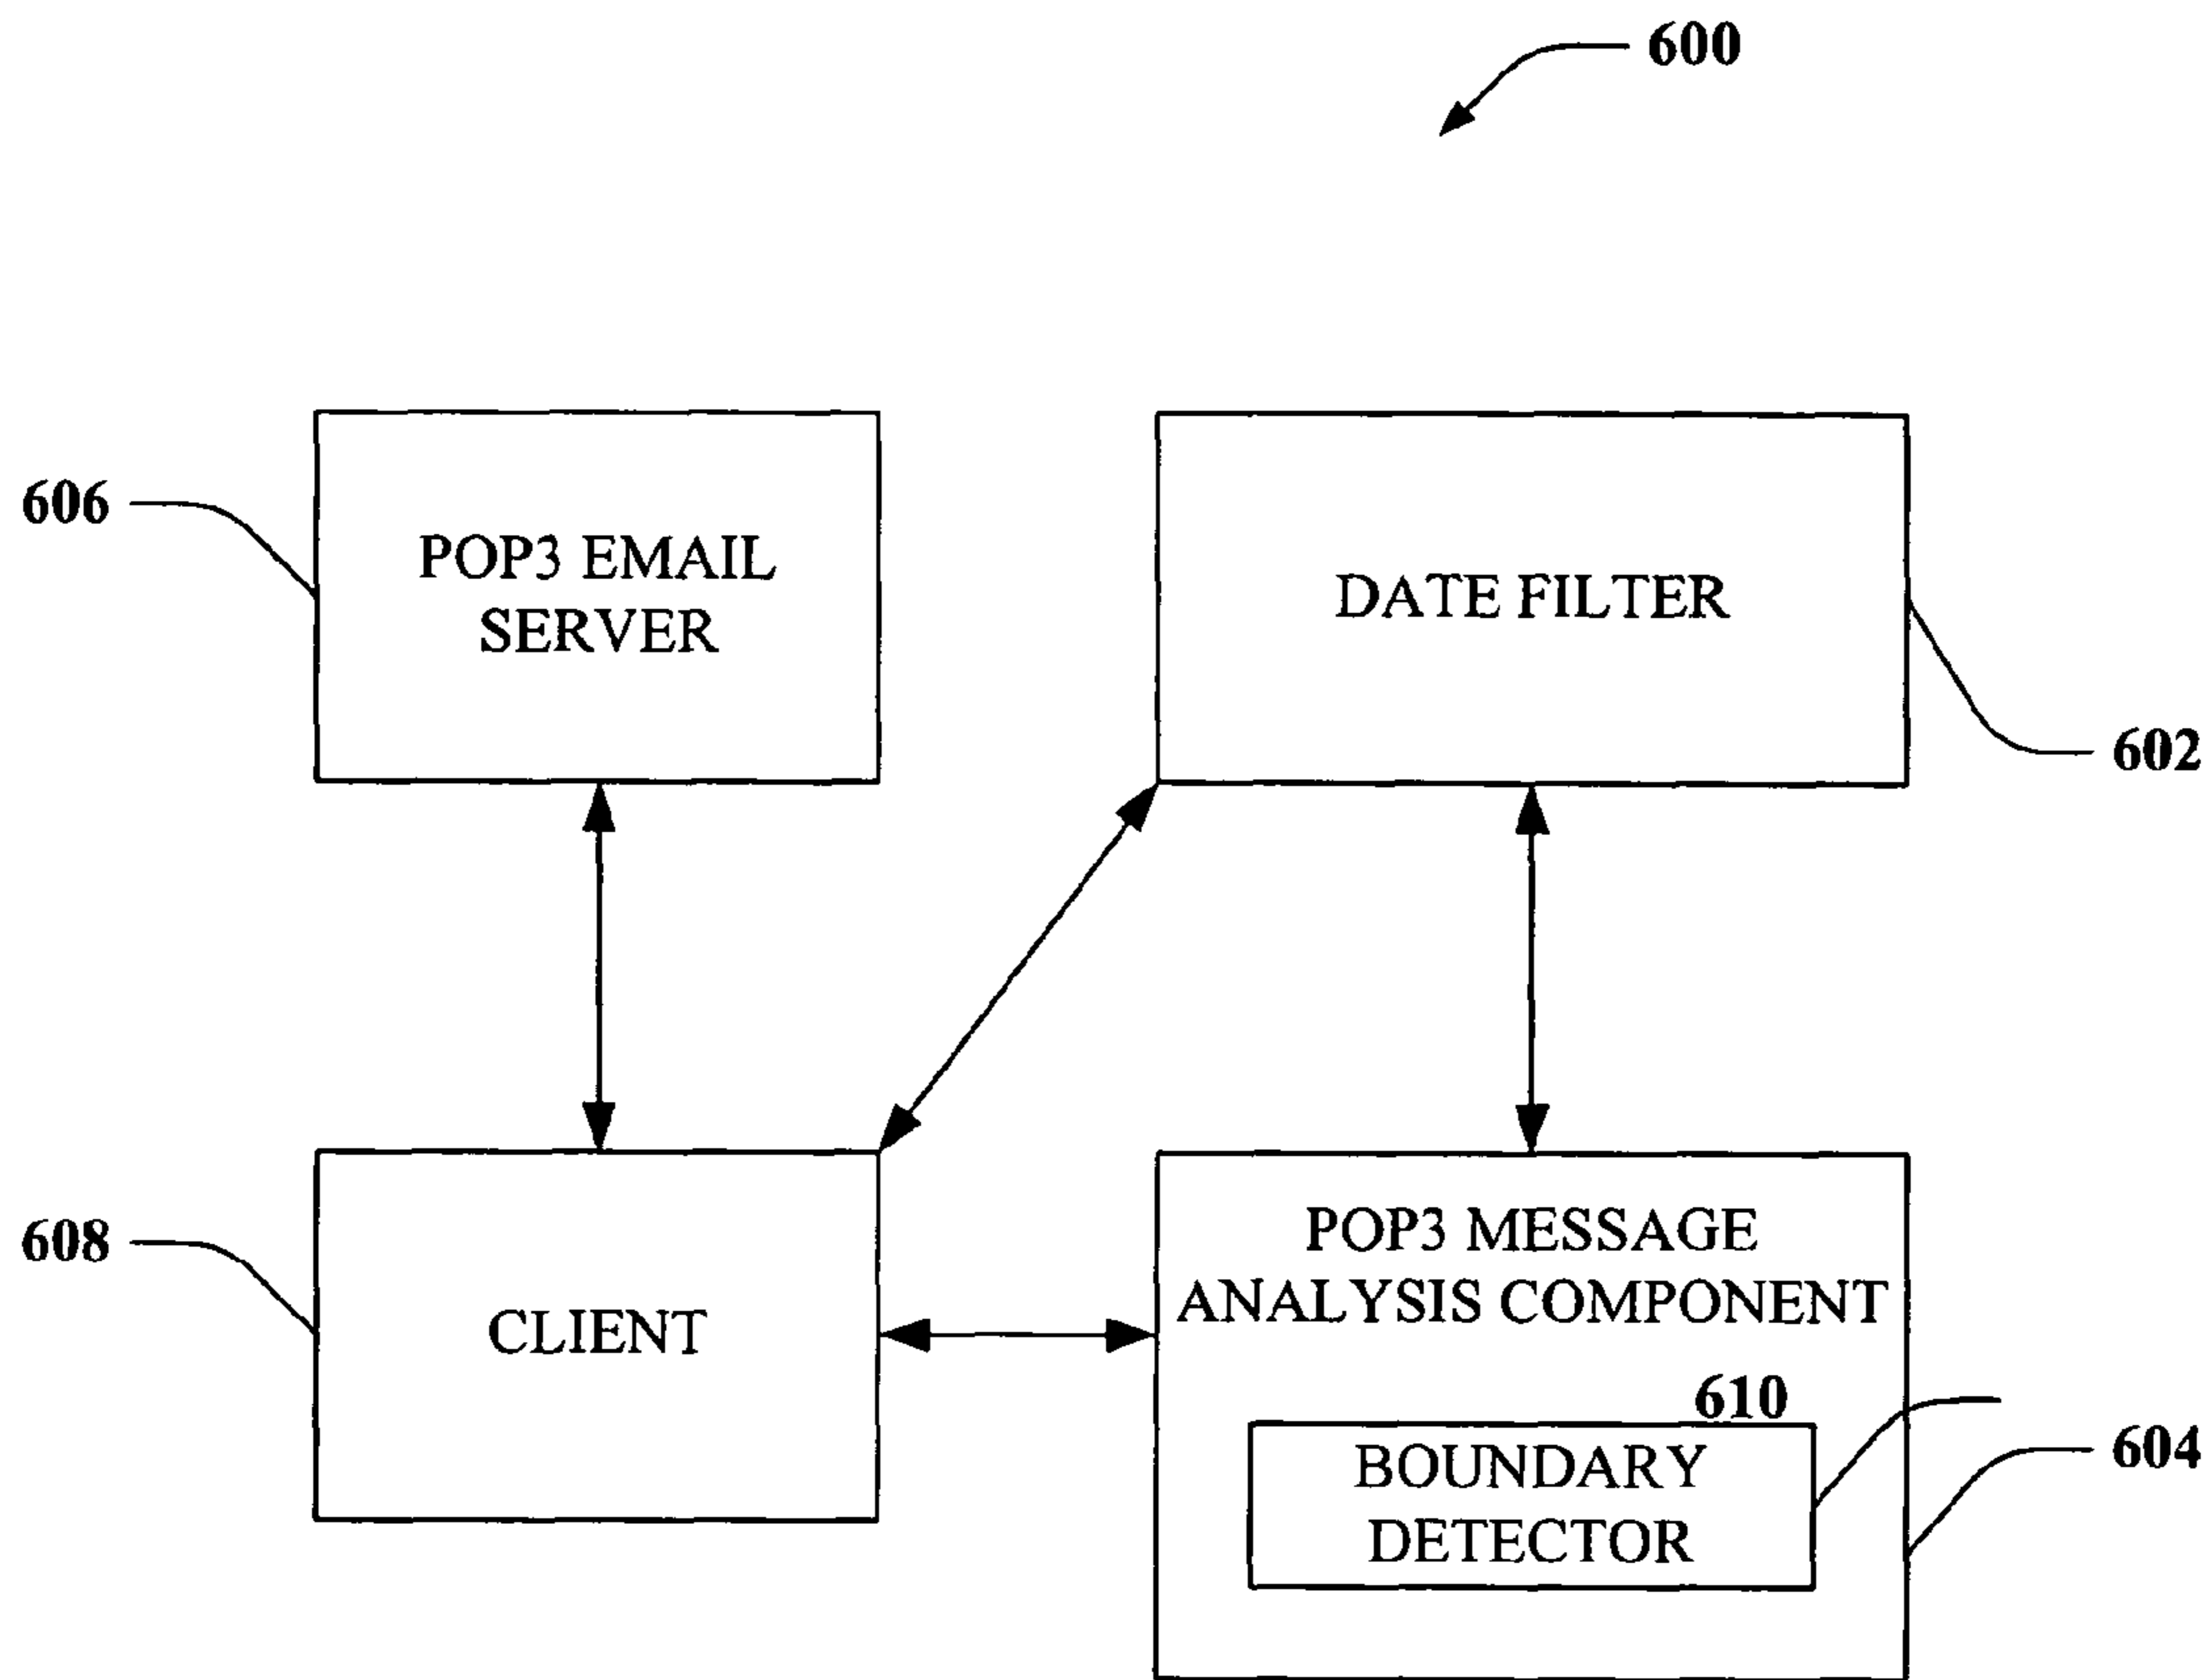 600
606
POP3 EMAIL
SERVER
DATE FILTER
602
608
CLIENT
POP3 MESSAGE
ANALYSIS COMPONENT
610
BOUNDARY
DETECTOR
604